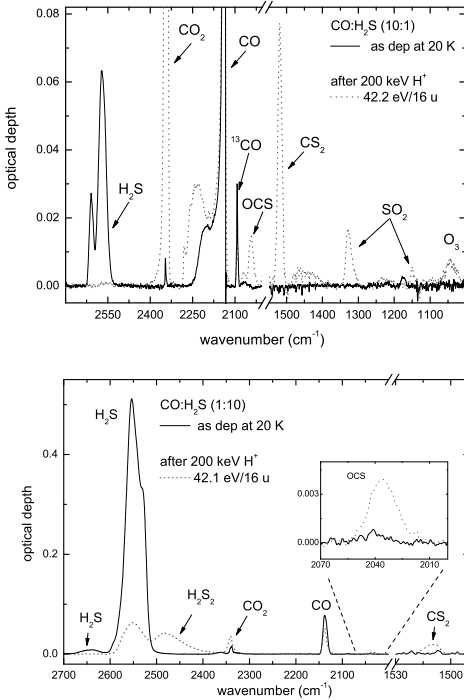 0.08
0.06
0.04
0.02
0.00
optical depth
CO:H₂S (10:1)
as dep at 20 K
after 200 keV H⁺
42.2 eV/16 u
CO₂
CO
¹³CO
CS₂
H₂S
OCS
SO₂
O₃
2550 2400 2250 2100 1500 1400 1300 1200 1100
wavenumber (cm⁻¹)
0.4
0.2
0.0
optical depth
H₂S
CO:H₂S (1:10)
as dep at 20 K
after 200 keV H⁺
42.1 eV/16 u
OCS
0.003
0.000
2070 2040 2010
H₂S
H₂S₂
CO₂
CO
CS₂
2700 2600 2500 2400 2300 2200 2100 1530 1500
wavenumber (cm⁻¹)